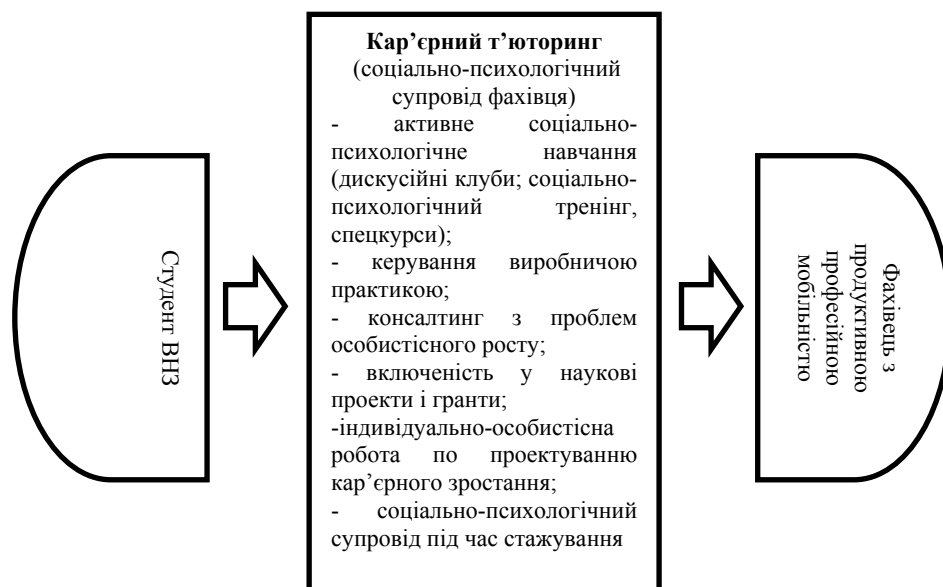 Студент ВНЗ
Кар’єрний т’юторинг
(соціально-психологічний
супровід фахівця)
- активне соціально-
психологічне навчання
(дискусійні клуби; соціально-
психологічний тренінг,
спецкурси);
- керування виробничою
практикою;
- консалтинг з проблем
особистісного росту;
- включеність у наукові
проекти і гранти;
-індивідуально-особистісна
робота по проектуванню
кар’єрного зростання;
- соціально-психологічний
супровід під час стажування
Фахівець з
продуктивною
професійною
мобільністю